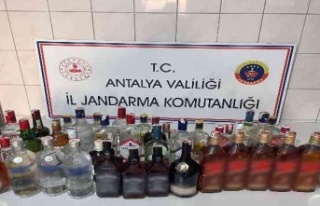 T.C.
ANTALYA VALİLİĞİ
İL JANDARMA KOMUTANLIĞI